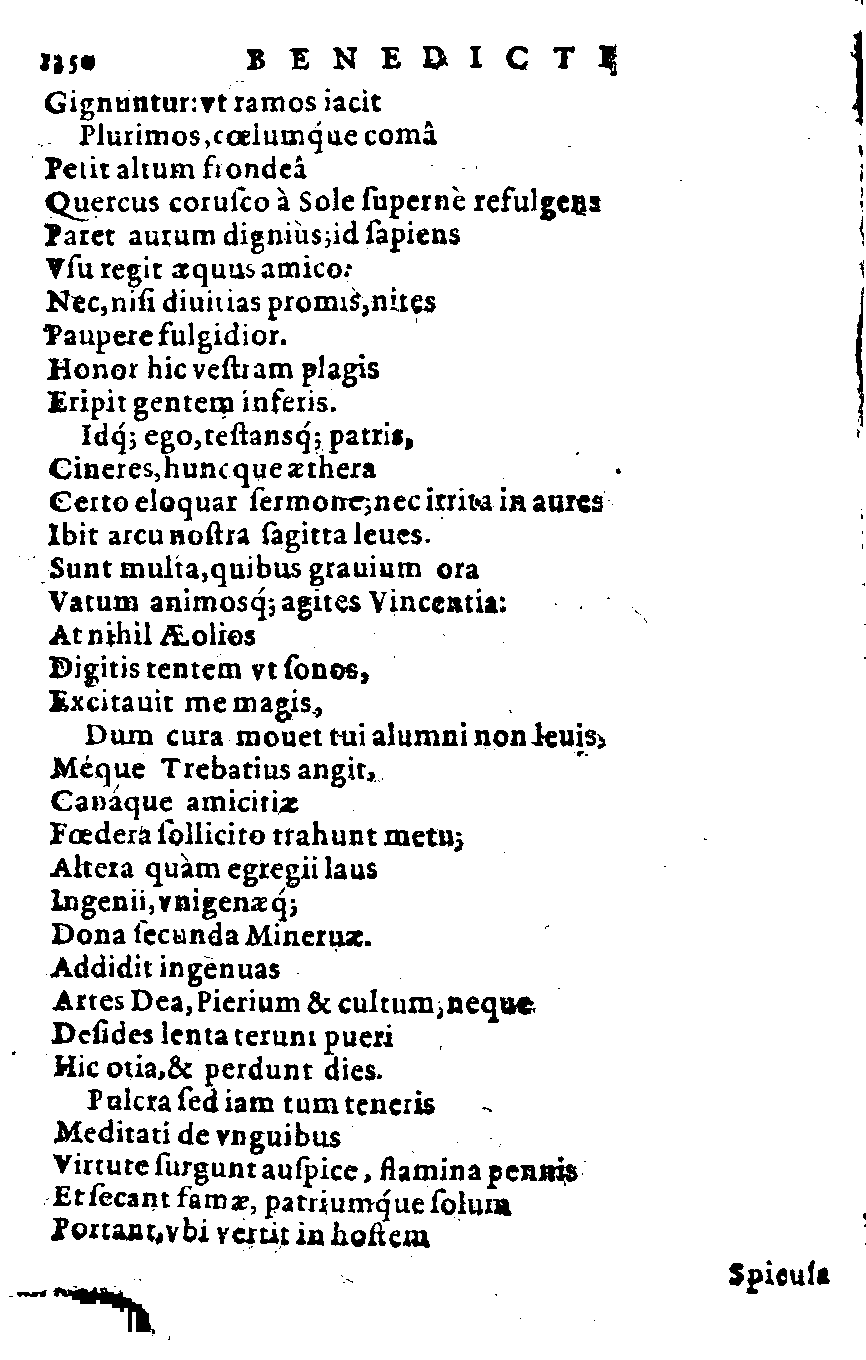 1250 BENEDICTI
Gignuntur:vt ramos iacit
Plurimos,cœlumq́ue comâ
Petit altum frondeâ
Quercus coruſco à Sole ſupernè refulgens
Paret aurum digniùs;id ſapiens
Vſu regit æquus amico:
Nec,niſi diuitias promis,nites
Paupere fulgidior.
Honor hic veſtram plagis
Eripit gentem inferis.
Idq́; ego,teſtansq́; patris,
Cineres,huncque æthera
Certo eloquar ſermone;nec irrita in aures
Ibit arcu noſtra ſagitta leues.
Sunt multa,quibus grauium ora
Vatum animosq́; agites Vincentia:
At nihil Æolios
Digitis tentem vt ſonos,
Excitauit me magis,
Dum cura mouet tui alumni non leuis,
Méque Trebatius angit,
Canáque amicitiæ
Fœdera ſollicito trahunt metu;
Altera quàm egregii laus
Ingenii,vnigenæq́;
Dona ſecunda Mineruæ.
Addidit ingenuas
Artes Dea,Pierium & cultum;neque
Deſides lenta terunt pueri
Hic otia,& perdunt dies.
Pulcra ſed iam tum teneris
Meditati de vnguibus
Virtute ſurgunt auſpice, flamina pennis
Et ſecant famæ, patriumq́ue ſolum
Portant,vbi vertit in hoſtem
Spicula